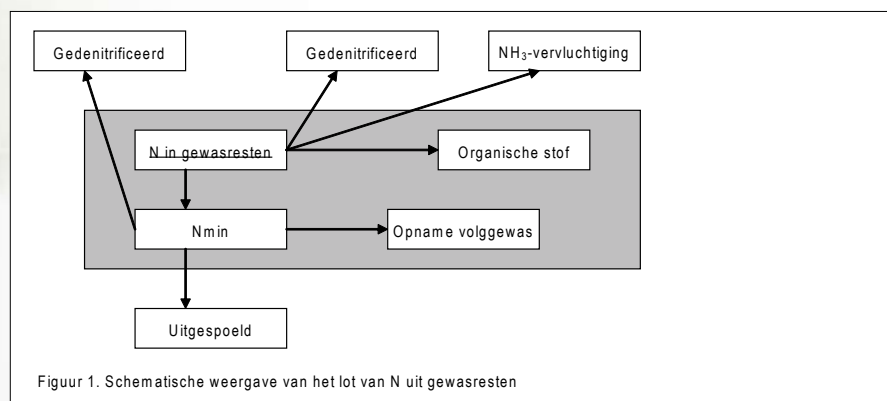 Gedenitrificeerd
Gedenitrificeerd
NH₃-vervluchtiging
N in gewasresten
Organische stof
Nmin
Opname volggewas
Uitgespoeld
Figuur 1. Schematische weergave van het lot van N uit gewasresten